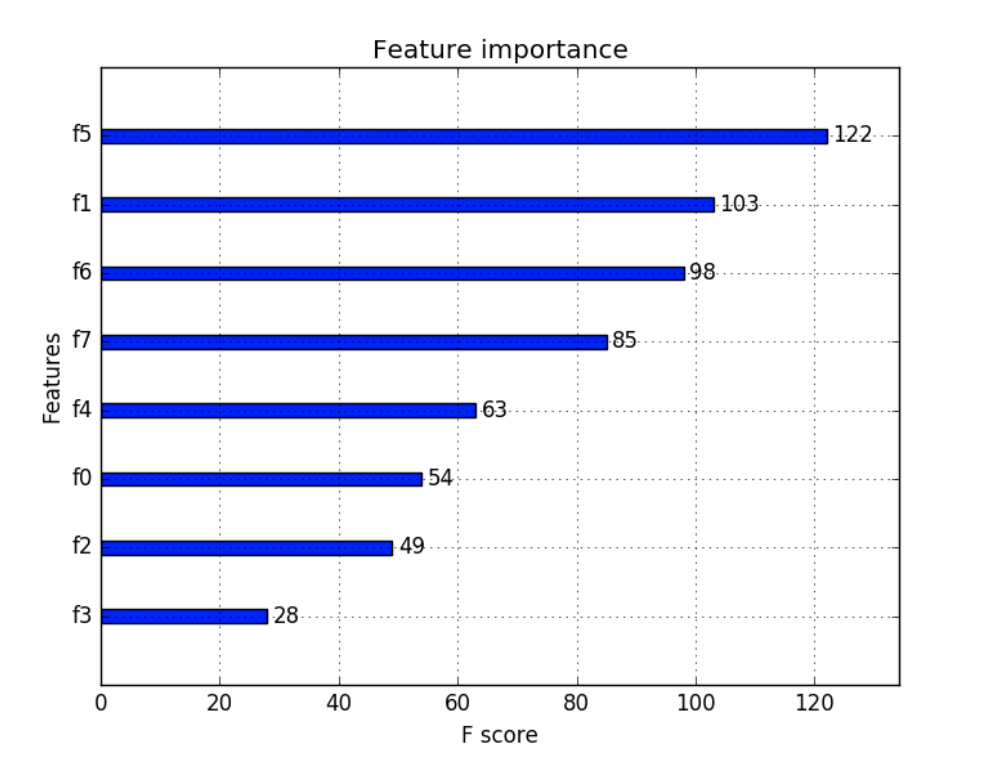 Feature importance
f5 122
f1 103
f6 98
f7 85
Features
f4 63
f0 54
f2 49
f3 28
0 20 40 60 80 100 120
F score